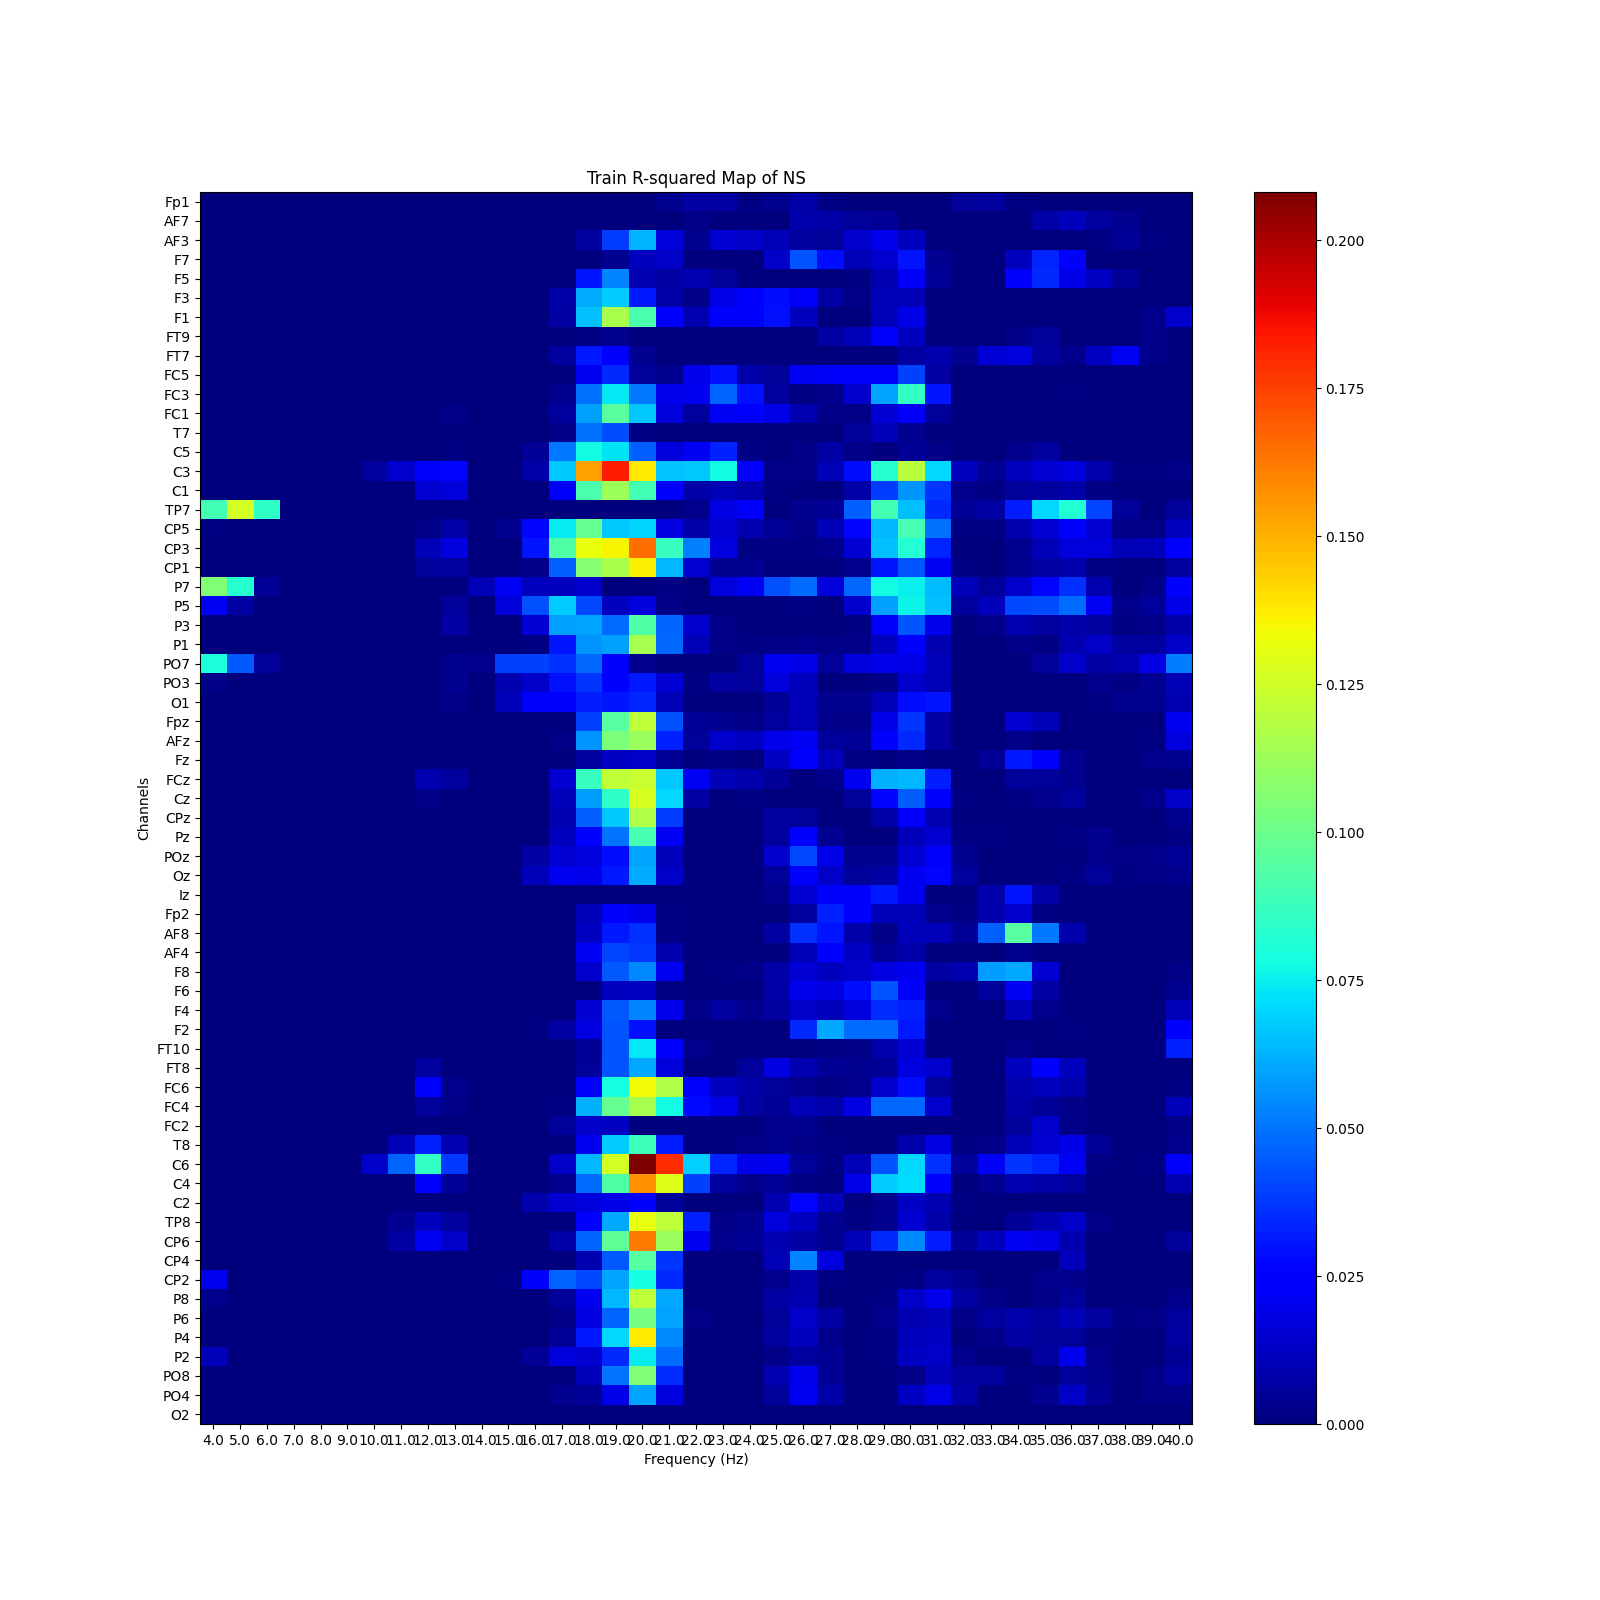 Train R-squared Map of NS
Fp1
AF7
AF3
F7
F5
F3
F1
FT9
FT7
FC5
FC3
FC1
T7
C5
C3
C1
TP7
CP5
CP3
CP1
P7
P5
P3
P1
PO7
PO3
O1
Fpz
AFz
Fz
FCz
Cz
CPz
Pz
POz
Oz
Iz
Fp2
AF8
AF4
F8
F6
F4
F2
FT10
FT8
FC6
FC4
FC2
T8
C6
C4
C2
TP8
CP6
CP4
CP2
P8
P6
P4
P2
PO8
PO4
O2
Channels
4.0 5.0 6.0 7.0 8.0 9.0 10.0 11.0 12.0 13.0 14.0 15.0 16.0 17.0 18.0 19.0 20.0 21.0 22.0 23.0 24.0 25.0 26.0 27.0 28.0 29.0 30.0 31.0 32.0 33.0 34.0 35.0 36.0 37.0 38.0 39.0 40.0
Frequency (Hz)
0.200
0.175
0.150
0.125
0.100
0.075
0.050
0.025
0.000